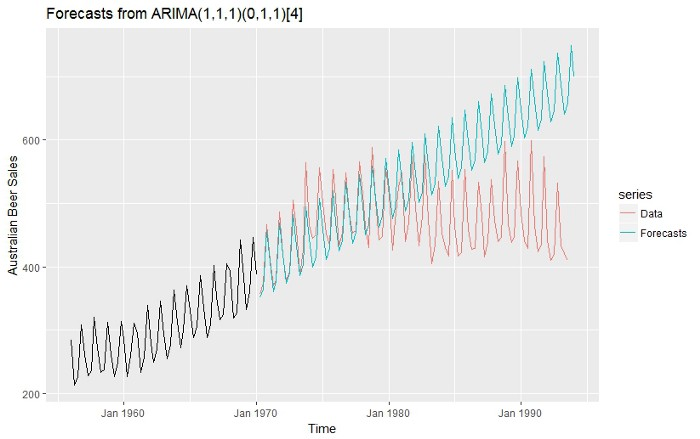 Forecasts from ARIMA(1,1,1)(0,1,1)[4]
Australian Beer Sales
600
400
200
series
Data
Forecasts
Jan 1960
Jan 1970
Jan 1980
Jan 1990
Time